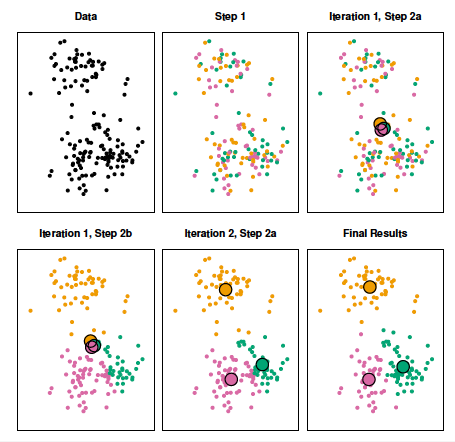 Data
Step 1
Iteration 1, Step 2a
Iteration 1, Step 2b
Iteration 2, Step 2a
Final Results